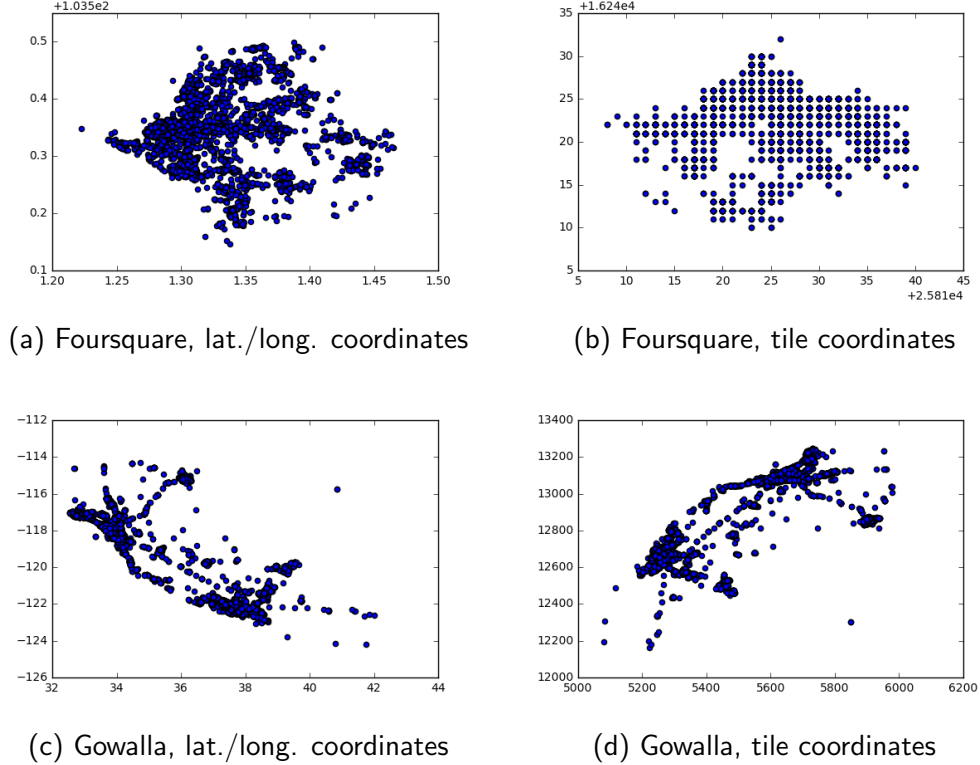 +1.035e2
0.5
0.4
0.3
0.2
0.1
1.20 1.25 1.30 1.35 1.40 1.45 1.50
(a) Foursquare, lat./long. coordinates
+1.624e4
35
30
25
20
15
10
5
5 10 15 20 25 30 35 40 45
+2.581e4
(b) Foursquare, tile coordinates
−112
−114
−116
−118
−120
−122
−124
−126
32 34 36 38 40 42 44
(c) Gowalla, lat./long. coordinates
13400
13200
13000
12800
12600
12400
12200
12000
5000 5200 5400 5600 5800 6000 6200
(d) Gowalla, tile coordinates